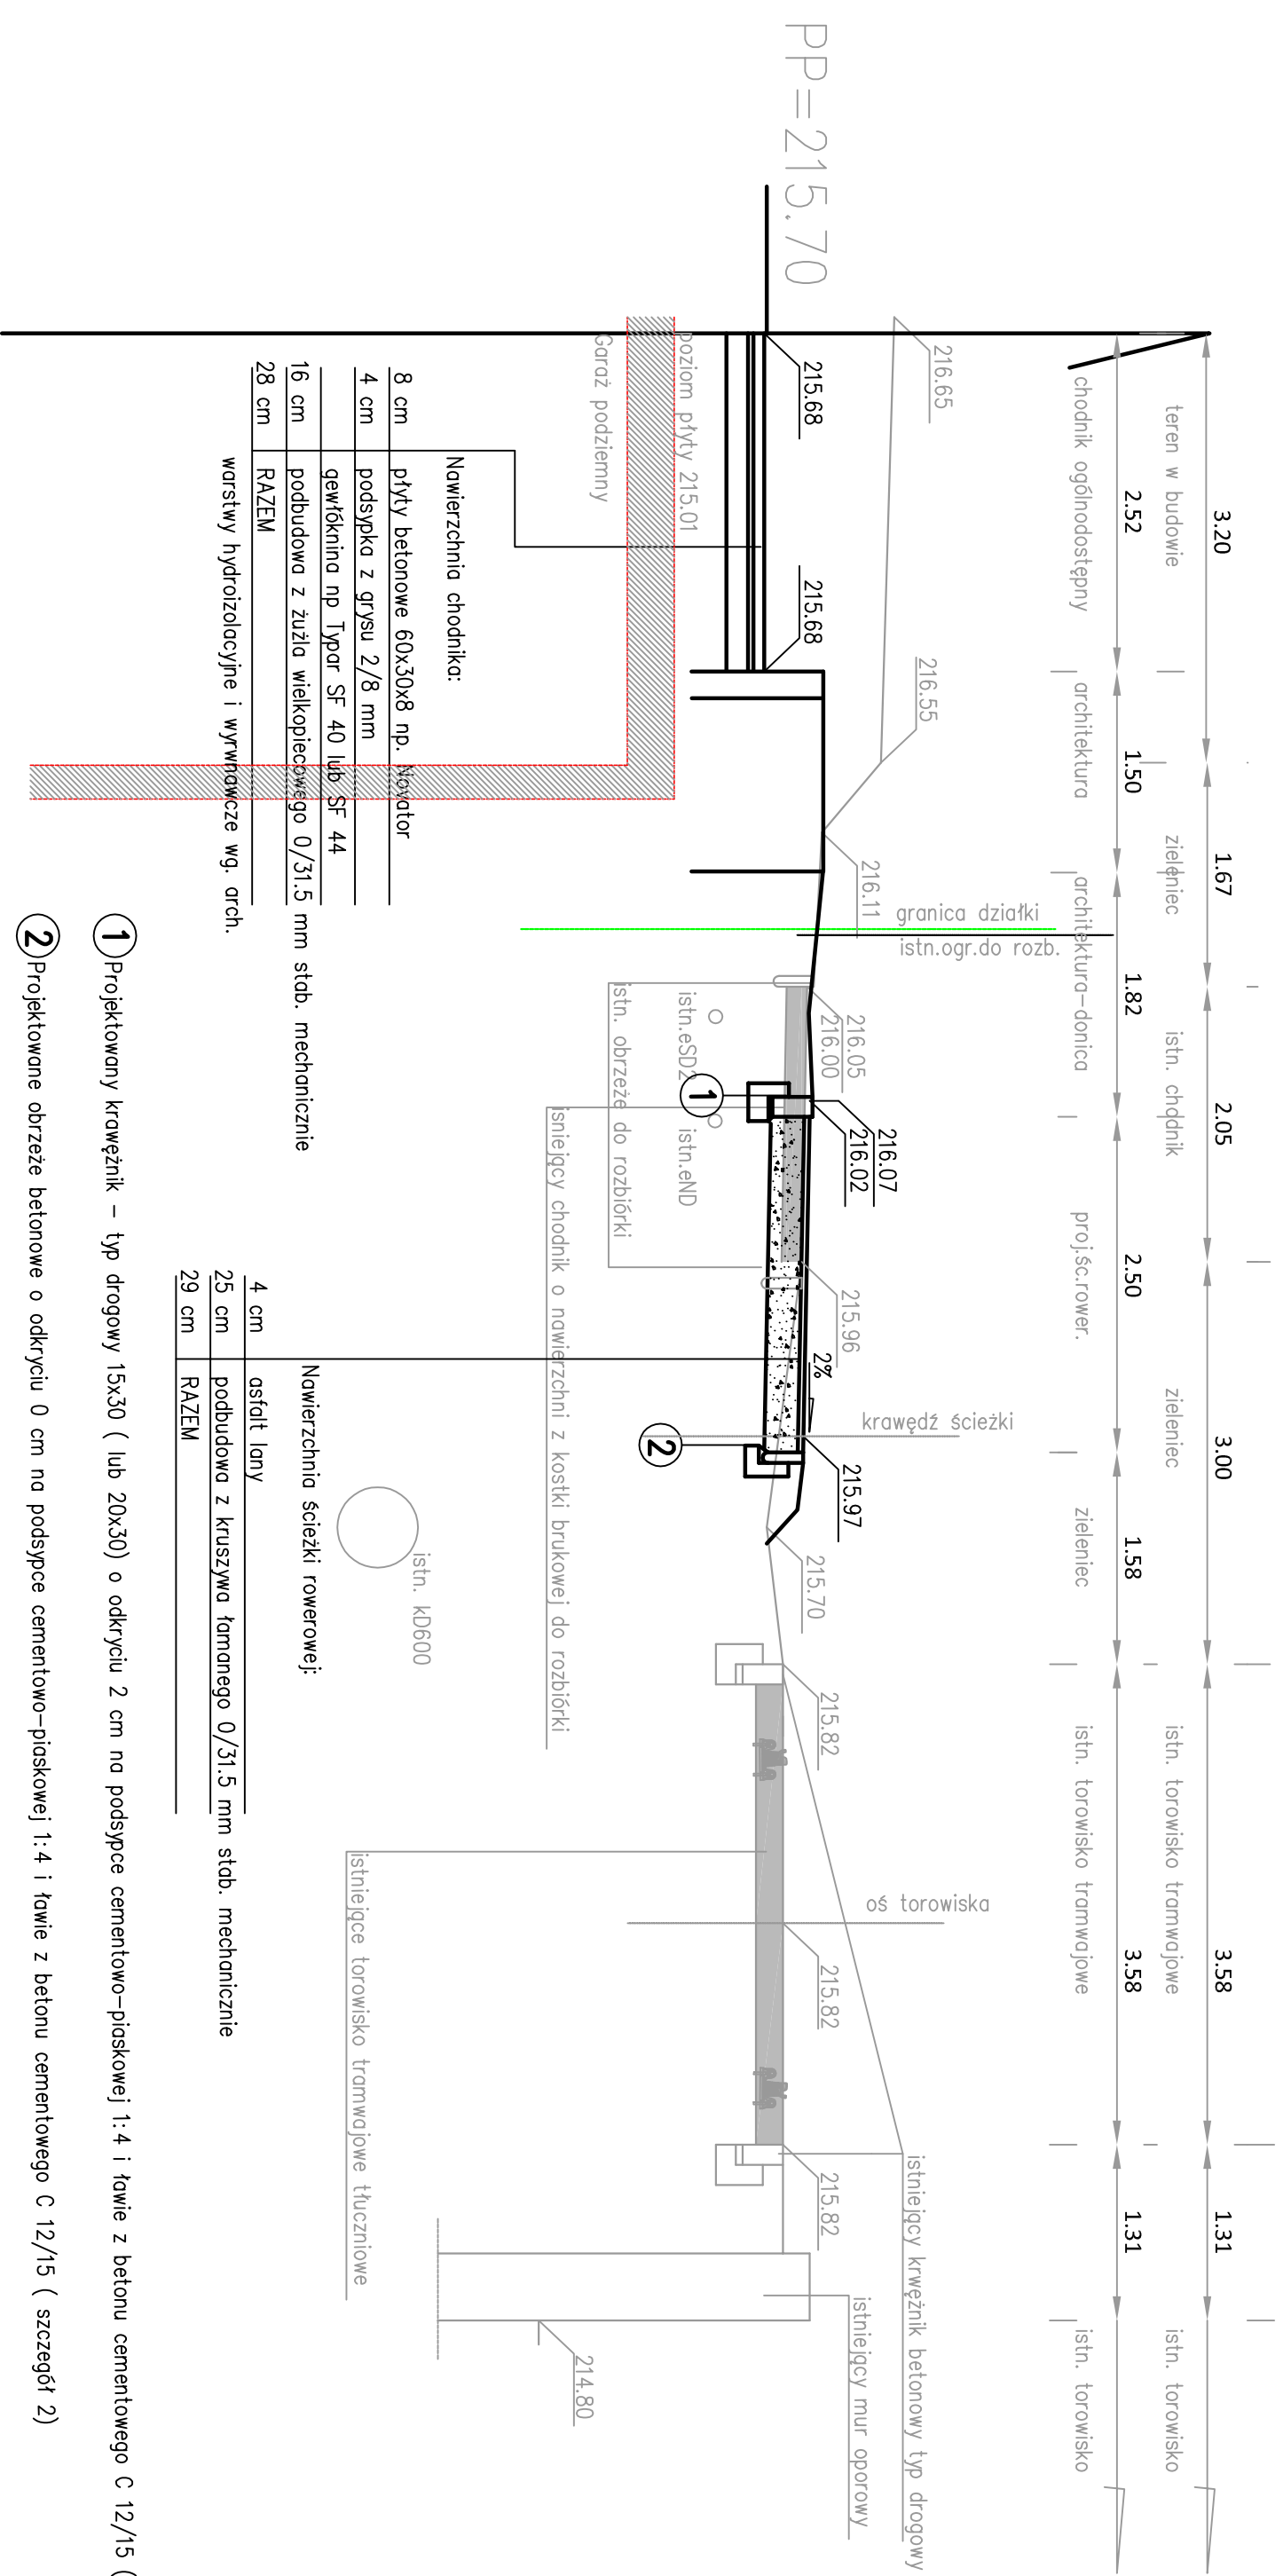 3.20
1.67
2.05
3.00
3.58
1.31
teren w budowie
zieleniec
istn. chodnik
zieleniec
istn. torowisko tramwajowe
istn. torowisko
2.52
1.50
1.82
2.50
1.58
3.58
1.31
chodnik ogólnodostępny
architektura
architektura-donica
proj.śc.rower.
zieleniec
istn. torowisko tramwajowe
istn. torowisko
PP=215.70
216.65
216.55
216.11
granica działki
istn.ogr.do rozb.
215.68
215.68
216.05
216.00
216.07
216.02
215.96
2%
krawędź ścieżki
215.97
215.70
215.82
oś torowiska
215.82
215.82
istniejący krwężnik betonowy typ drogowy
istniejący mur oporowy
214.80
poziom płyty 215.01
Garaż podziemny
istn.eSD2
istn.eND
1
2
istn. obrzeże do rozbiórki
isniejący chodnik o nawierzchni z kostki brukowej do rozbiórki
istn. kD600
istniejące torowisko tramwajowe tłuczniowe
Nawierzchnia chodnika:
8 cm płyty betonowe 60x30x8 np. Novator
4 cm podsypka z grysu 2/8 mm
gewłóknina np Typar SF 40 lub SF 44
16 cm podbudowa z żużla wielkopiecowego 0/31.5 mm stab. mechanicznie
28 cm RAZEM
warstwy hydroizolacyjne i wyrwnawcze wg. arch.
Nawierzchnia ścieżki rowerowej:
4 cm asfalt lany
25 cm podbudowa z kruszywa łamanego 0/31.5 mm stab. mechanicznie
29 cm RAZEM
1 Projektowany krawężnik - typ drogowy 15x30 ( lub 20x30) o odkryciu 2 cm na podsypce cementowo-piaskowej 1:4 i ławie z betonu cementowego C 12/15 (
2 Projektowane obrzeże betonowe o odkryciu 0 cm na podsypce cementowo-piaskowej 1:4 i ławie z betonu cementowego C 12/15 ( szczegół 2)